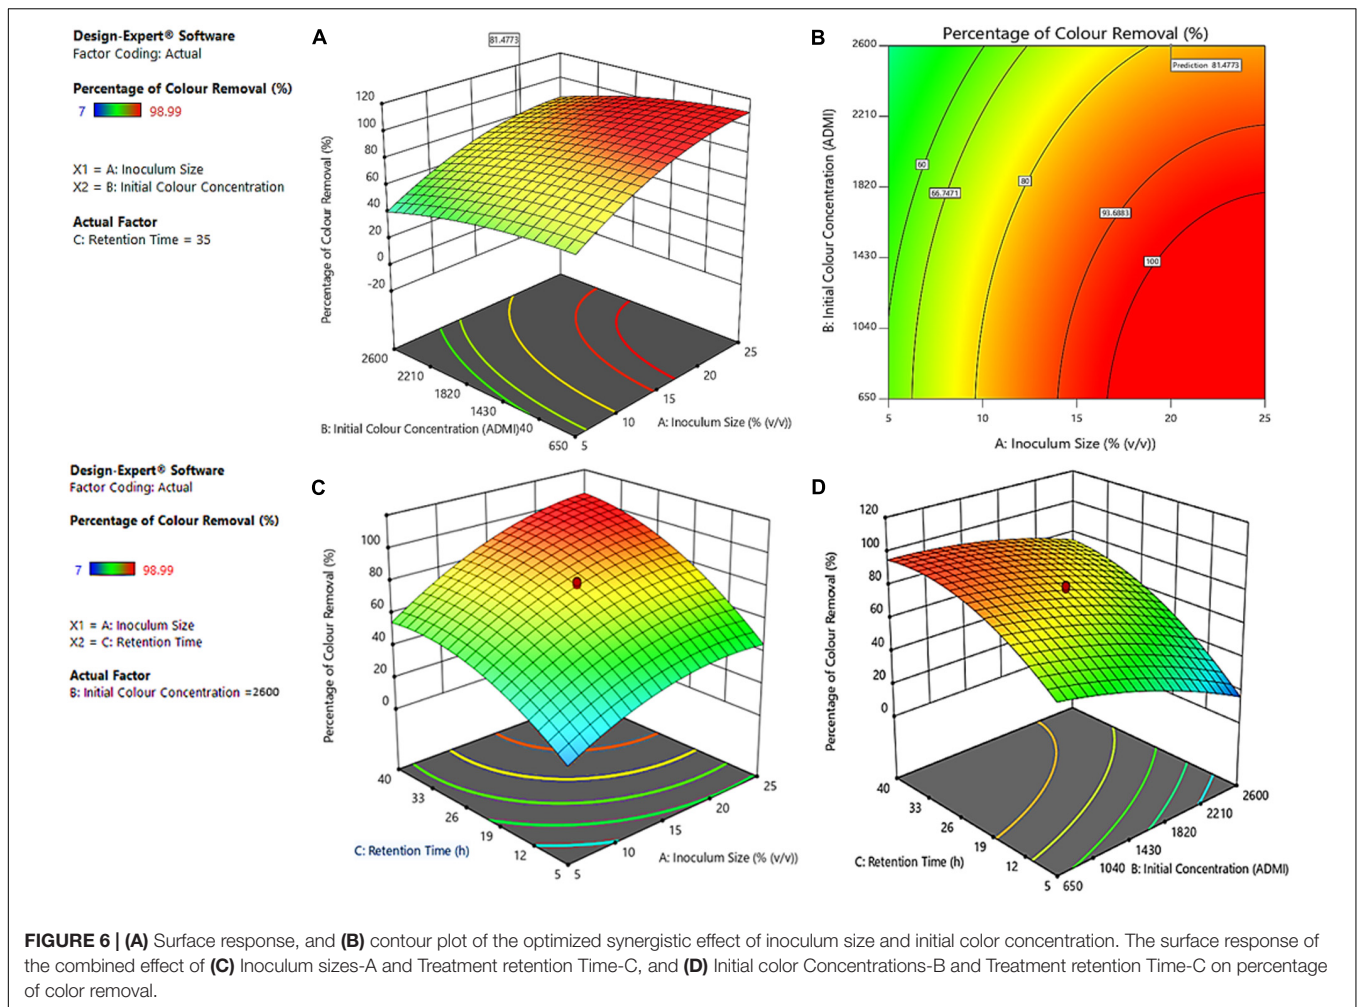 Design-Expert® Software
Factor Coding: Actual
Percentage of Colour Removal (%)
7 98.99
X1 = A: Inoculum Size
X2 = B: Initial Colour Concentration
Actual Factor
C: Retention Time = 35
A
81.4773
Percentage of Colour Removal (%)
120
100
80
60
40
20
0
-20
2600
2210
1820
1430
40
650
B: Initial Colour Concentration (ADMI)
5
10
15
20
25
A: Inoculum Size (% (v/v))
B
Percentage of Colour Removal (%)
Prediction 81.4773
B: Initial Colour Concentration (ADMI)
2600
2210
1820
1430
1040
650
60
66.7471
80
93.6883
100
5 10 15 20 25
A: Inoculum Size (% (v/v))
Design-Expert® Software
Factor Coding: Actual
Percentage of Colour Removal (%)
7 98.99
X1 = A: Inoculum Size
X2 = C: Retention Time
Actual Factor
B: Initial Colour Concentration =2600
C
Percentage of Colour Removal (%)
100
80
60
40
20
0
40
33
26
19
12
5
C: Retention Time (h)
5
10
15
20
25
A: Inoculum Size (% (v/v))
D
Percentage of Colour Removal (%)
120
100
80
60
40
20
0
40
33
26
19
12
5
C: Retention Time (h)
650
1040
1430
1820
2210
2600
B: Initial Concentration (ADMI)
FIGURE 6 | (A) Surface response, and (B) contour plot of the optimized synergistic effect of inoculum size and initial color concentration. The surface response of
the combined effect of (C) Inoculum sizes-A and Treatment retention Time-C, and (D) Initial color Concentrations-B and Treatment retention Time-C on percentage
of color removal.